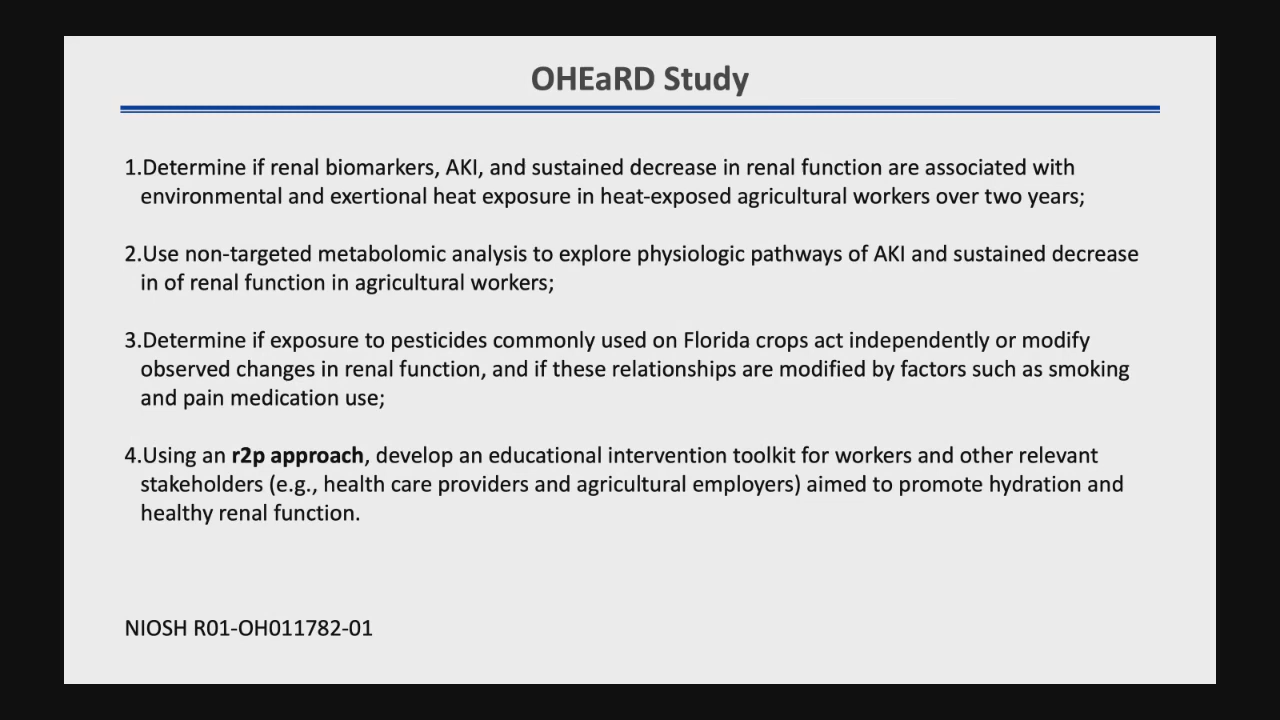 OHEaRD Study
1.Determine if renal biomarkers, AKI, and sustained decrease in renal function are associated with
environmental and exertional heat exposure in heat-exposed agricultural workers over two years;
2.Use non-targeted metabolomic analysis to explore physiologic pathways of AKI and sustained decrease
in of renal function in agricultural workers;
3.Determine if exposure to pesticides commonly used on Florida crops act independently or modify
observed changes in renal function, and if these relationships are modified by factors such as smoking
and pain medication use;
4.Using an r2p approach, develop an educational intervention toolkit for workers and other relevant
stakeholders (e.g., health care providers and agricultural employers) aimed to promote hydration and
healthy renal function.
NIOSH R01-OH011782-01